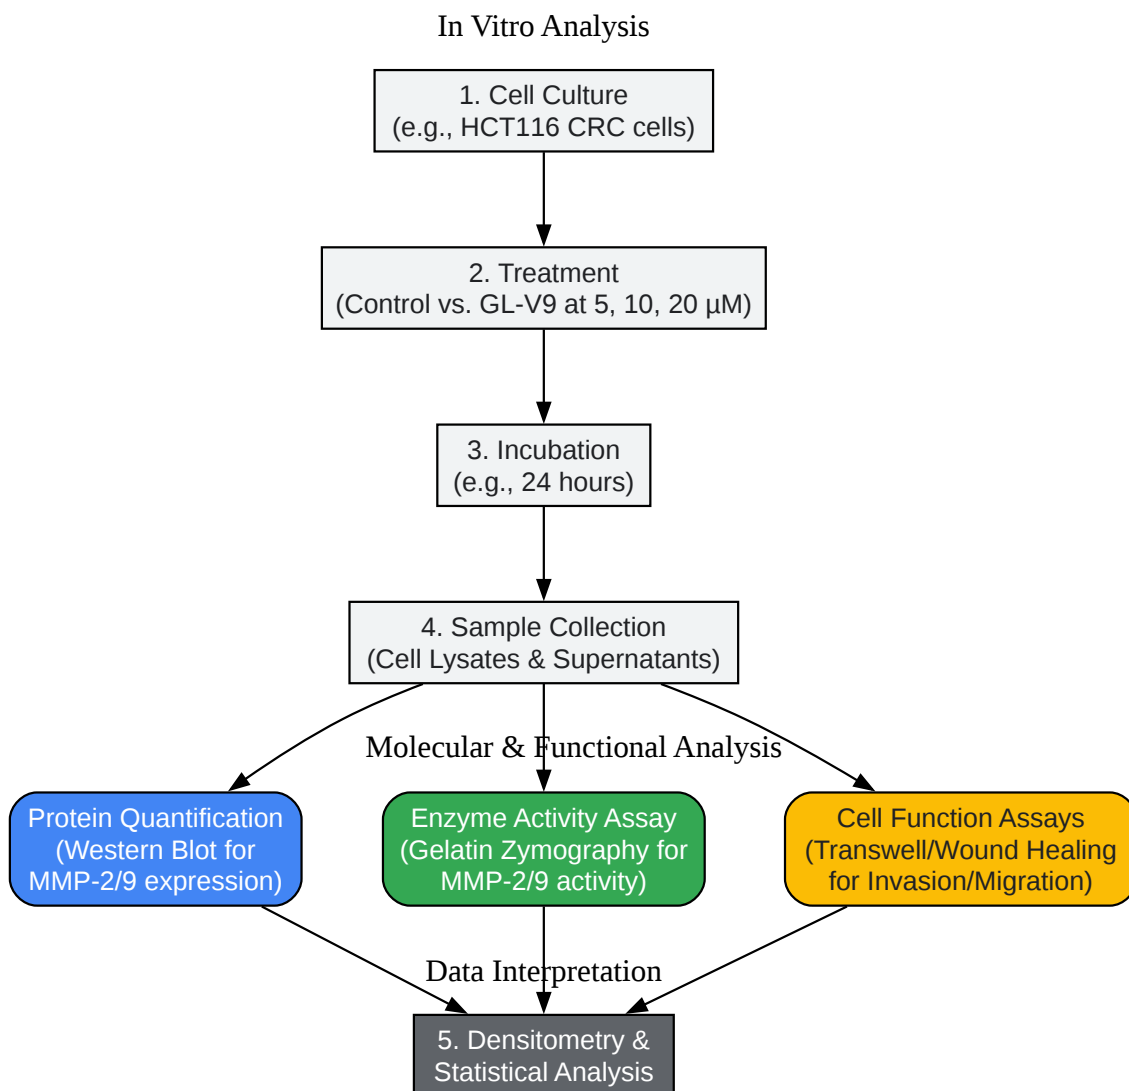 In Vitro Analysis
1. Cell Culture
(e.g., HCT116 CRC cells)
2. Treatment
(Control vs. GL-V9 at 5, 10, 20 µM)
3. Incubation
(e.g., 24 hours)
4. Sample Collection
(Cell Lysates & Supernatants)
Molecular & Functional Analysis
Protein Quantification
(Western Blot for
MMP-2/9 expression)
Enzyme Activity Assay
(Gelatin Zymography for
MMP-2/9 activity)
Cell Function Assays
(Transwell/Wound Healing
for Invasion/Migration)
Data Interpretation
5. Densitometry &
Statistical Analysis